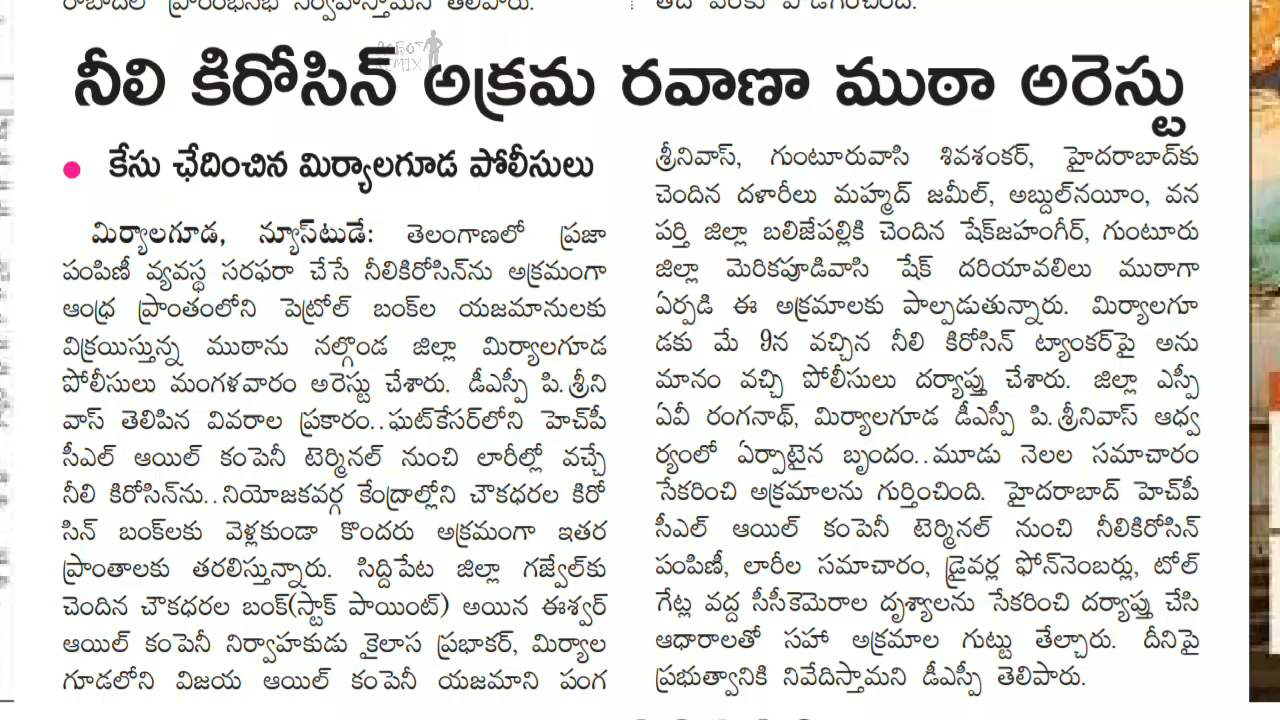 నీలి కిరోసిన్ అక్రమ రవాణా ముఠా అరెస్టు
కేసు ఛేదించిన మిర్యాలగూడ పోలీసులు
మిర్యాలగూడ, న్యూస్‌టుడే: తెలంగాణలో ప్రజా
పంపిణీ వ్యవస్థ సరఫరా చేసే నీలికిరోసిన్‌ను అక్రమంగా
ఆంధ్ర ప్రాంతంలోని పెట్రోల్ బంక్‌ల యజమానులకు
విక్రయిస్తున్న ముఠాను నల్గొండ జిల్లా మిర్యాలగూడ
పోలీసులు మంగళవారం అరెస్టు చేశారు. డీఎస్పీ పి.శ్రీని
వాస్ తెలిపిన వివరాల ప్రకారం..ఘట్‌కేసర్‌లోని హెచ్‌పీ
సీఎల్ ఆయిల్ కంపెనీ టెర్మినల్ నుంచి లారీల్లో వచ్చే
నీలి కిరోసిన్‌ను..నియోజకవర్గ కేంద్రాల్లోని చౌకధరల కిరో
సిన్ బంక్‌లకు వెళ్లకుండా కొందరు అక్రమంగా ఇతర
ప్రాంతాలకు తరలిస్తున్నారు. సిద్దిపేట జిల్లా గజ్వేల్‌కు
చెందిన చౌకధరల బంక్(స్టాక్ పాయింట్) అయిన ఈశ్వర్
ఆయిల్ కంపెనీ నిర్వాహకుడు కైలాస ప్రభాకర్, మిర్యాల
గూడలోని విజయ ఆయిల్ కంపెనీ యజమాని పంగ
శ్రీనివాస్, గుంటూరువాసి శివశంకర్, హైదరాబాద్‌కు
చెందిన దళారీలు మహ్మద్ జమీల్, అబ్దుల్‌నయీం, వన
పర్తి జిల్లా బలిజేపల్లికి చెందిన షేక్‌జహంగీర్, గుంటూరు
జిల్లా మెరికపూడివాసి షేక్ దరియావలిలు ముఠాగా
ఏర్పడి ఈ అక్రమాలకు పాల్పడుతున్నారు. మిర్యాలగూ
డకు మే 9న వచ్చిన నీలి కిరోసిన్ ట్యాంకర్‌పై అను
మానం వచ్చి పోలీసులు దర్యాప్తు చేశారు. జిల్లా ఎస్పీ
ఏవీ రంగనాథ్, మిర్యాలగూడ డీఎస్పీ పి.శ్రీనివాస్ ఆధ్వ
ర్యంలో ఏర్పాటైన బృందం..మూడు నెలల సమాచారం
సేకరించి అక్రమాలను గుర్తించింది. హైదరాబాద్ హెచ్‌పీ
సీఎల్ ఆయిల్ కంపెనీ టెర్మినల్ నుంచి నీలికిరోసిన్
పంపిణీ, లారీల సమాచారం, డ్రైవర్ల ఫోన్‌నెంబర్లు, టోల్
గేట్ల వద్ద సీసీకెమెరాల దృశ్యాలను సేకరించి దర్యాప్తు చేసి
ఆధారాలతో సహా అక్రమాల గుట్టు తేల్చారు. దీనిపై
ప్రభుత్వానికి నివేదిస్తామని డీఎస్పీ తెలిపారు.